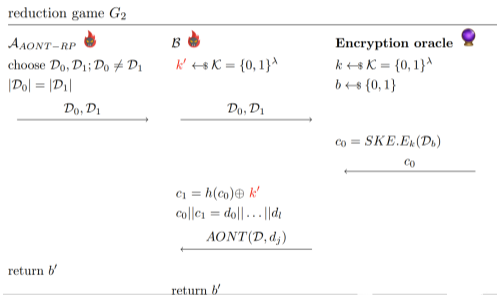 reduction game G₂
𝒜_{AONT−RP}
ℬ
Encryption oracle
choose 𝒟₀, 𝒟₁; 𝒟₀ ≠ 𝒟₁
k′ ←$ 𝒦 = {0, 1}^λ
k ←$ 𝒦 = {0, 1}^λ
|𝒟₀| = |𝒟₁|
b ←$ {0, 1}
𝒟₀, 𝒟₁
𝒟₀, 𝒟₁
c₀ = SKE.E_k(𝒟_b)
c₀
c₁ = h(c₀)⊕ k′
c₀||c₁ = d₀|| . . . ||d_l
AONT(𝒟, d_j)
return b′
return b′